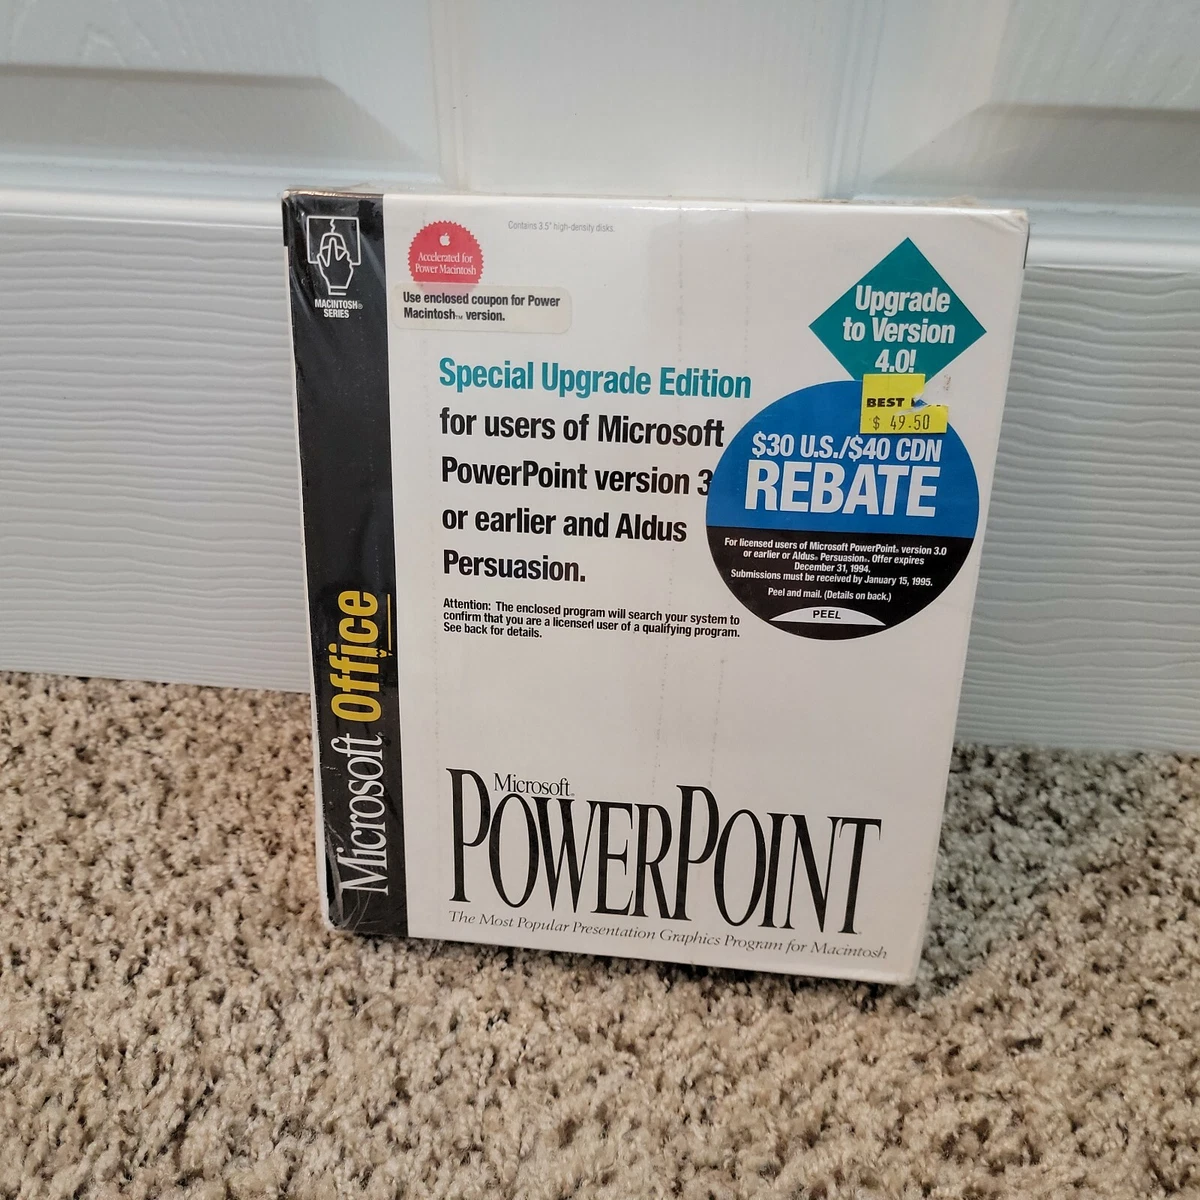 MACINTOSH®
SERIES
Microsoft® Office
Contains 3.5" high-density disks.
Accelerated for
Power Macintosh
Use enclosed coupon for Power
Macintosh™ version.
Upgrade
to Version
4.0!
BEST
$ 49.50
$30 U.S./$40 CDN
REBATE
For licensed users of Microsoft PowerPoint® version 3.0
or earlier or Aldus® Persuasion®. Offer expires
December 31, 1994.
Submissions must be received by January 15, 1995.
Peel and mail. (Details on back.)
PEEL
Special Upgrade Edition
for users of Microsoft
PowerPoint version 3
or earlier and Aldus
Persuasion.
Attention: The enclosed program will search your system to
confirm that you are a licensed user of a qualifying program.
See back for details.
Microsoft®
POWERPOINT®
The Most Popular Presentation Graphics Program for Macintosh